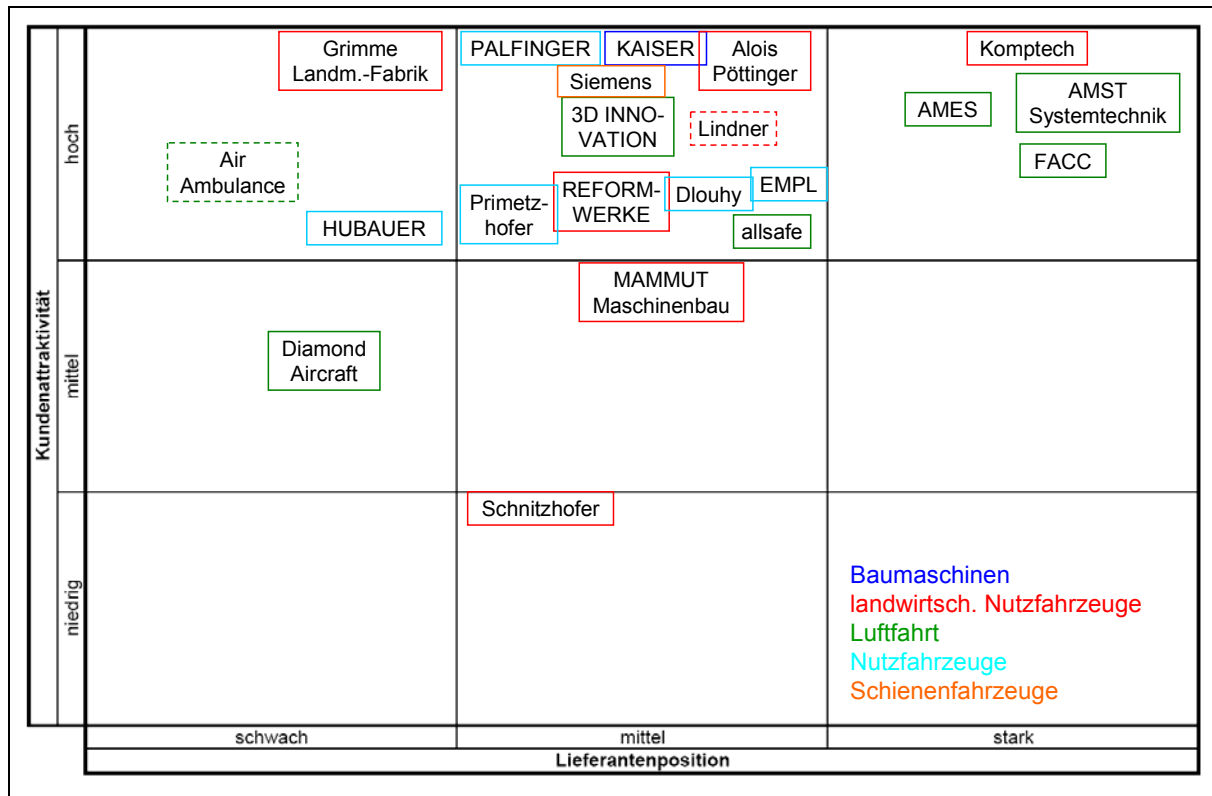 Kundenattraktivität
hoch
mittel
niedrig
Grimme
Landm.-Fabrik
Air
Ambulance
HUBAUER
PALFINGER
KAISER
Alois
Pöttinger
Siemens
3D INNO-
VATION
Lindner
Primetz-
hofer
REFORM-
WERKE
Dlouhy
EMPL
allsafe
Komptech
AMES
AMST
Systemtechnik
FACC
Diamond
Aircraft
MAMMUT
Maschinenbau
Schnitzhofer
Baumaschinen
landwirtsch. Nutzfahrzeuge
Luftfahrt
Nutzfahrzeuge
Schienenfahrzeuge
schwach
mittel
stark
Lieferantenposition